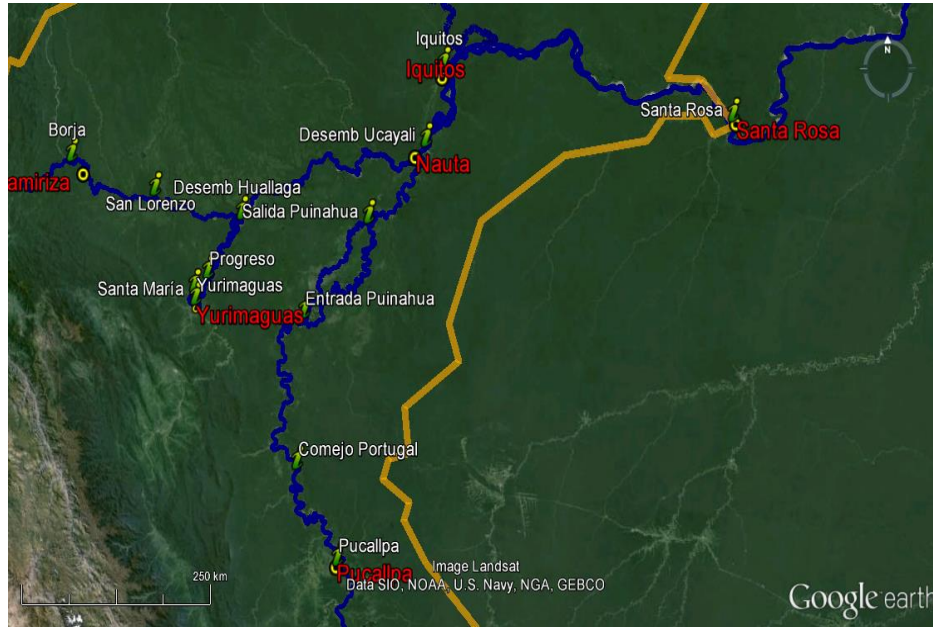 Iquitos
Iquitos
N
Santa Rosa
Santa Rosa
Borja
Desemb Ucayali
Nauta
amiriza
Desemb Huallaga
San Lorenzo
Salida Puinahua
Progreso
Santa María
Yurimaguas
Entrada Puinahua
Yurimaguas
Comejo Portugal
Pucallpa
Pucallpa
Image Landsat
Data SIO, NOAA, U.S. Navy, NGA, GEBCO
250 km
Google earth